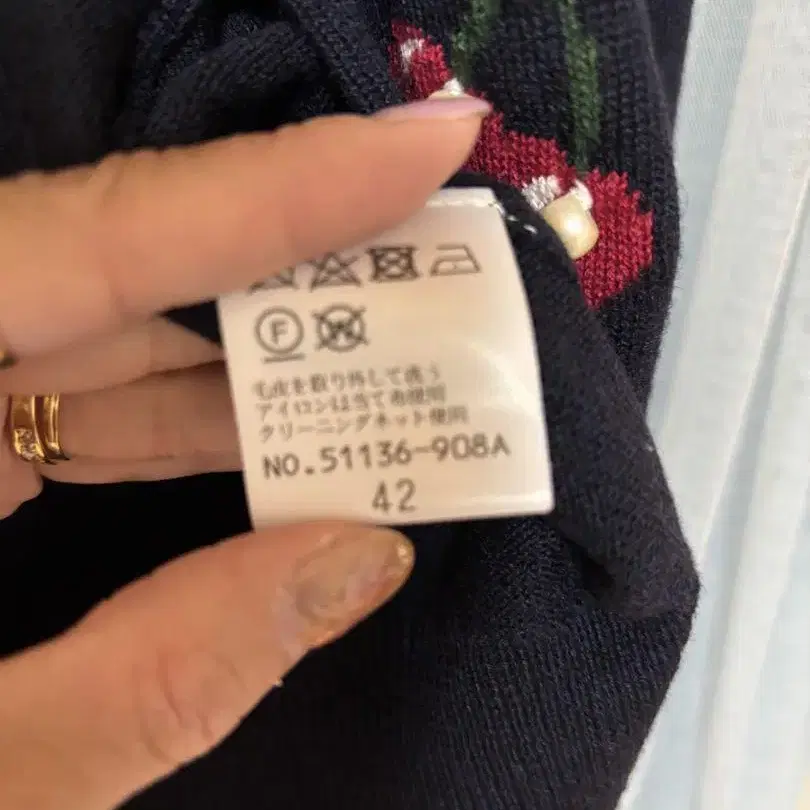 F
W
毛皮を取り外して洗う
アイロンは当て布使用
クリーニングネット使用
NO.51136-908A
42